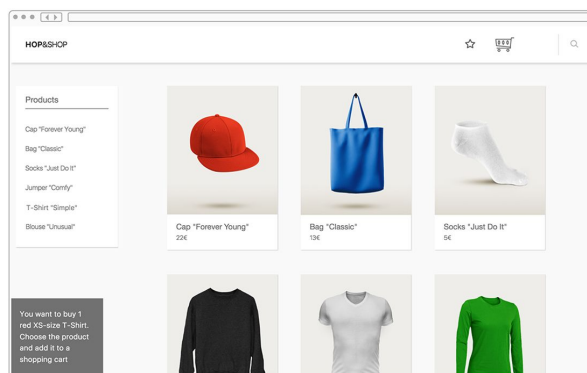 HOP&SHOP
Products
Cap "Forever Young"
Bag "Classic"
Socks "Just Do It"
Jumper "Comfy"
T-Shirt "Simple"
Blouse "Unusual"
Cap "Forever Young"
22€
Bag "Classic"
13€
Socks "Just Do It"
5€
You want to buy 1
red XS-size T-Shirt.
Choose the product
and add it to a
shopping cart